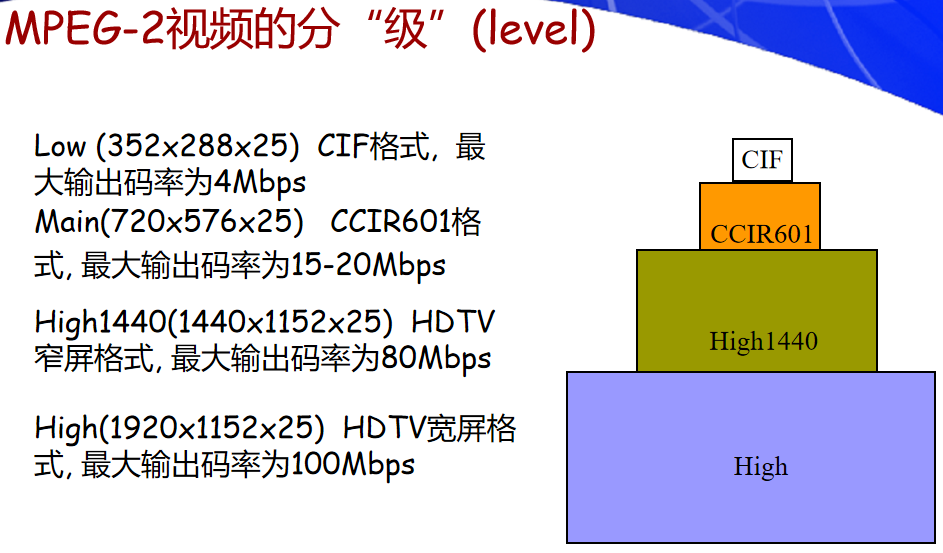 MPEG-2视频的分“级”(level)
Low (352x288x25) CIF格式, 最
大输出码率为4Mbps
Main(720x576x25) CCIR601格
式, 最大输出码率为15-20Mbps
High1440(1440x1152x25) HDTV
窄屏格式, 最大输出码率为80Mbps
High(1920x1152x25) HDTV宽屏格
式, 最大输出码率为100Mbps
CIF
CCIR601
High1440
High